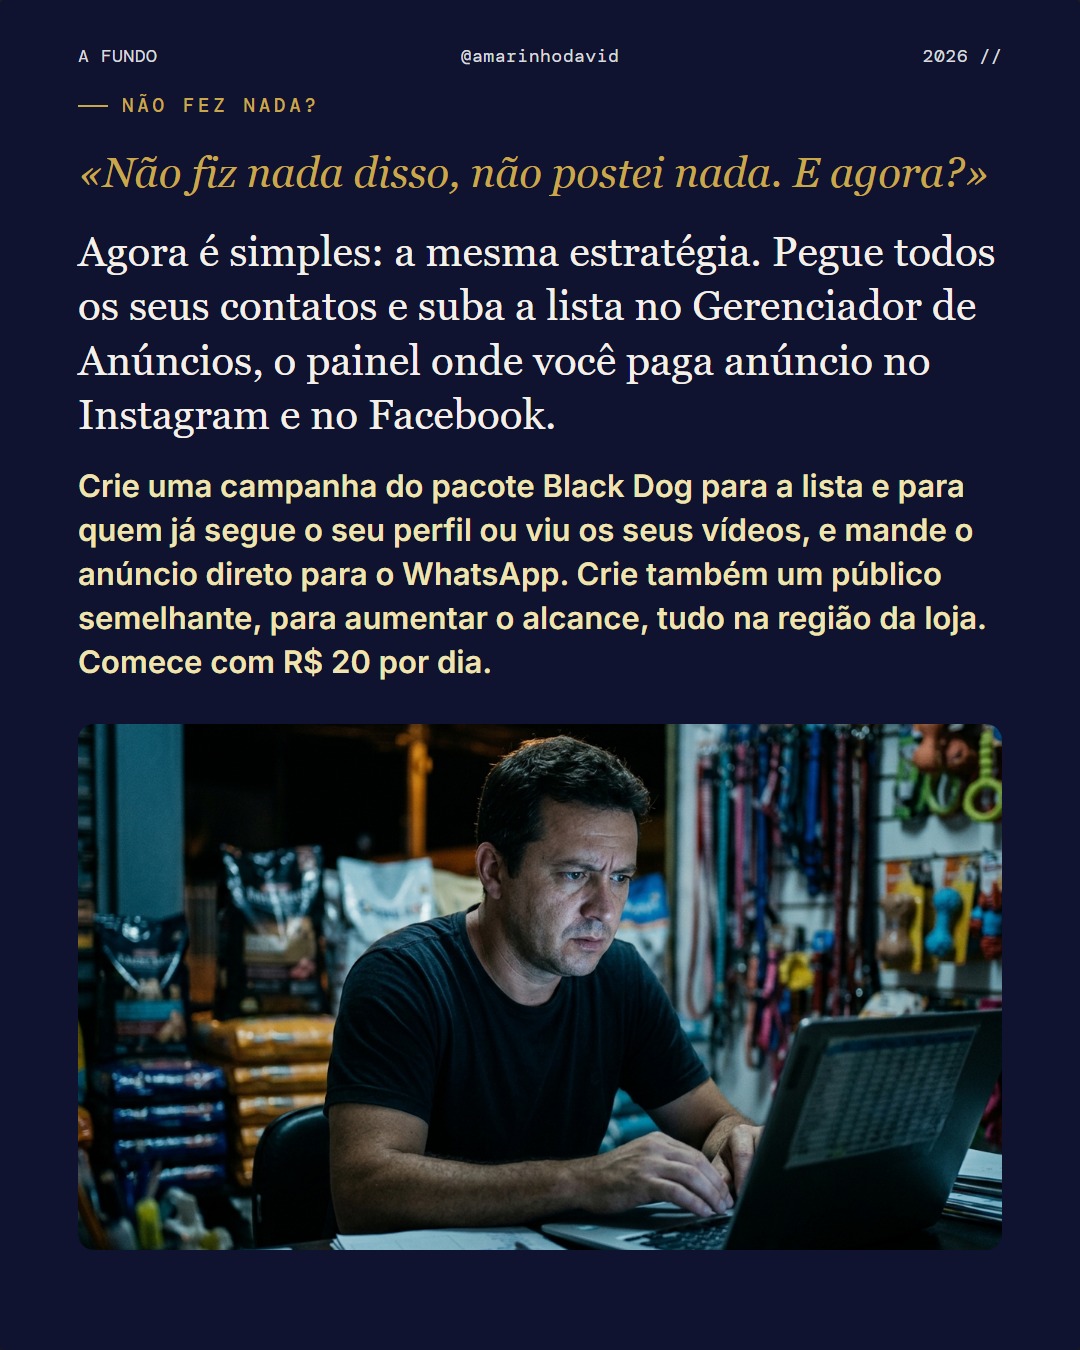 A FUNDO
@amarinhodavid
2026 //
NÃO FEZ NADA?
«Não fiz nada disso, não postei nada. E agora?»
Agora é simples: a mesma estratégia. Pegue todos
os seus contatos e suba a lista no Gerenciador de
Anúncios, o painel onde você paga anúncio no
Instagram e no Facebook.
Crie uma campanha do pacote Black Dog para a lista e para
quem já segue o seu perfil ou viu os seus vídeos, e mande o
anúncio direto para o WhatsApp. Crie também um público
semelhante, para aumentar o alcance, tudo na região da loja.
Comece com R$ 20 por dia.